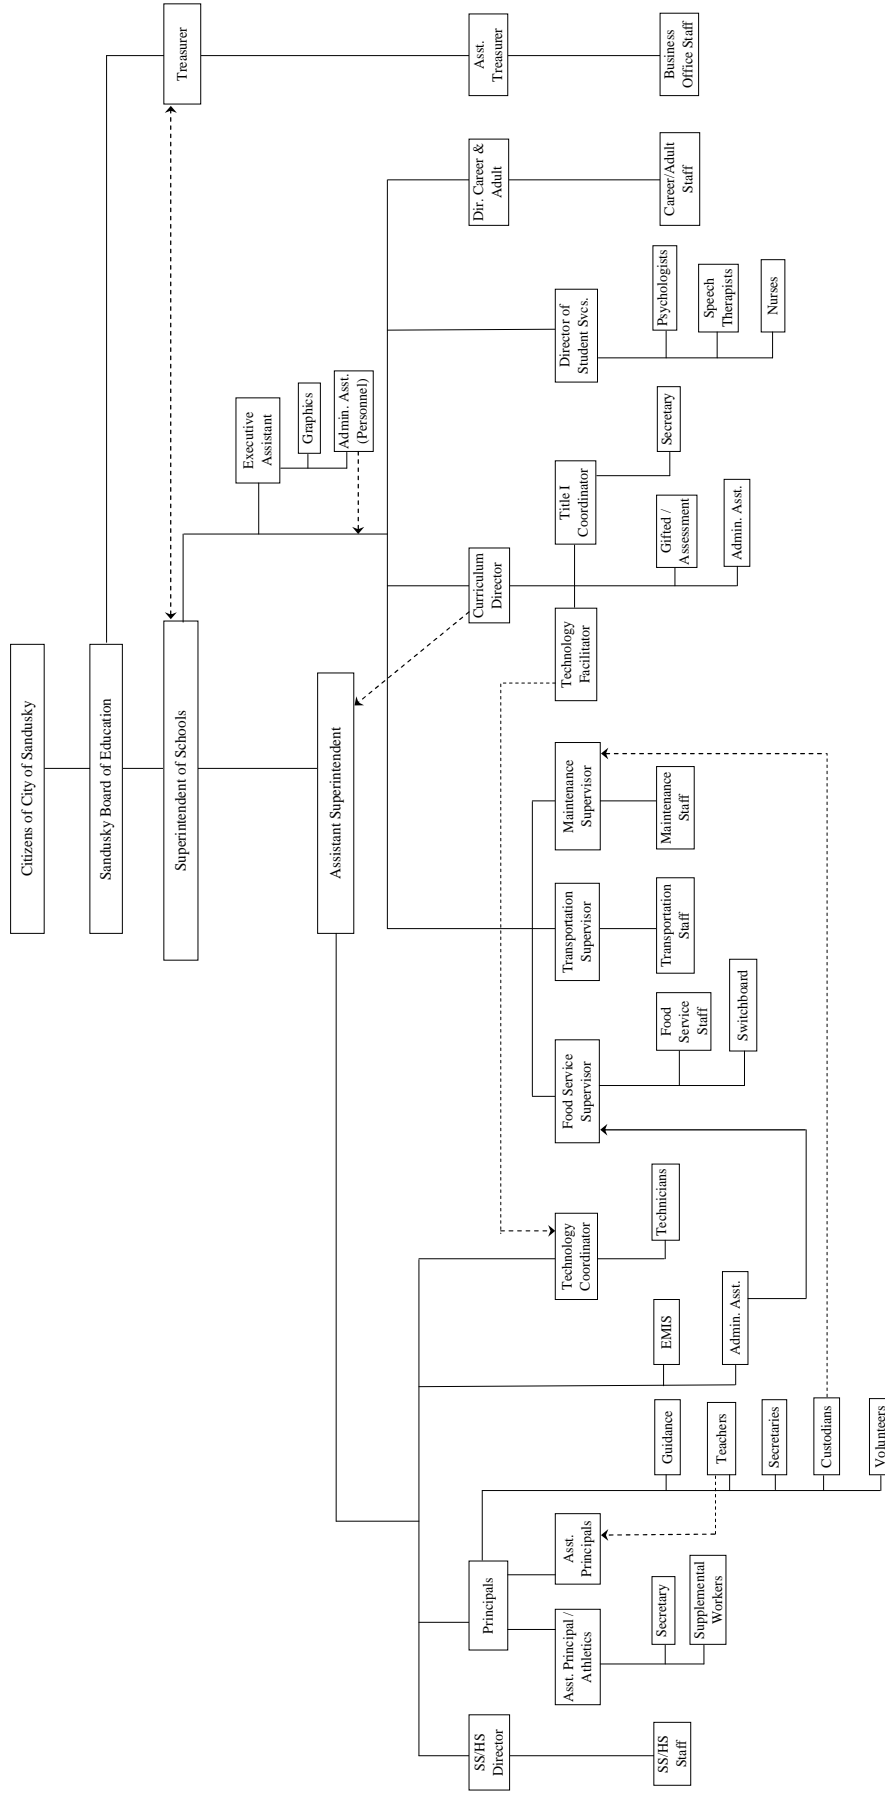 Citizens of City of Sandusky
Sandusky Board of Education
Superintendent of Schools
Treasurer
Executive
Assistant
Graphics
Admin. Asst.
(Personnel)
Assistant Superintendent
SS/HS
Director
Principals
Curriculum
Director
Dir. Career &
Adult
Asst.
Treasurer
Asst. Principal /
Athletics
Asst.
Principals
Technology
Coordinator
Food Service
Supervisor
Transportation
Supervisor
Maintenance
Supervisor
Technology
Facilitator
Title I
Coordinator
Director of
Student Svcs.
SS/HS
Staff
Secretary
Supplemental
Workers
Guidance
Teachers
Secretaries
Custodians
Volunteers
EMIS
Admin. Asst.
Technicians
Food
Service
Staff
Switchboard
Transportation
Staff
Maintenance
Staff
Gifted /
Assessment
Admin. Asst.
Secretary
Psychologists
Speech
Therapists
Nurses
Career/Adult
Staff
Business
Office Staff